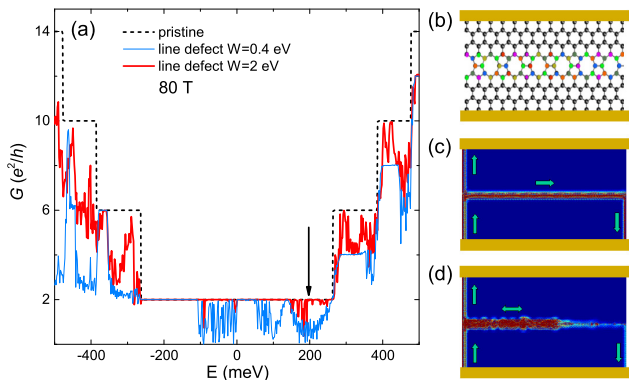 (a)
pristine
line defect W=0.4 eV
line defect W=2 eV
80 T
G (e²/h)
14
10
6
2
-400
-200
0
200
400
E (meV)
(b)
(c)
(d)